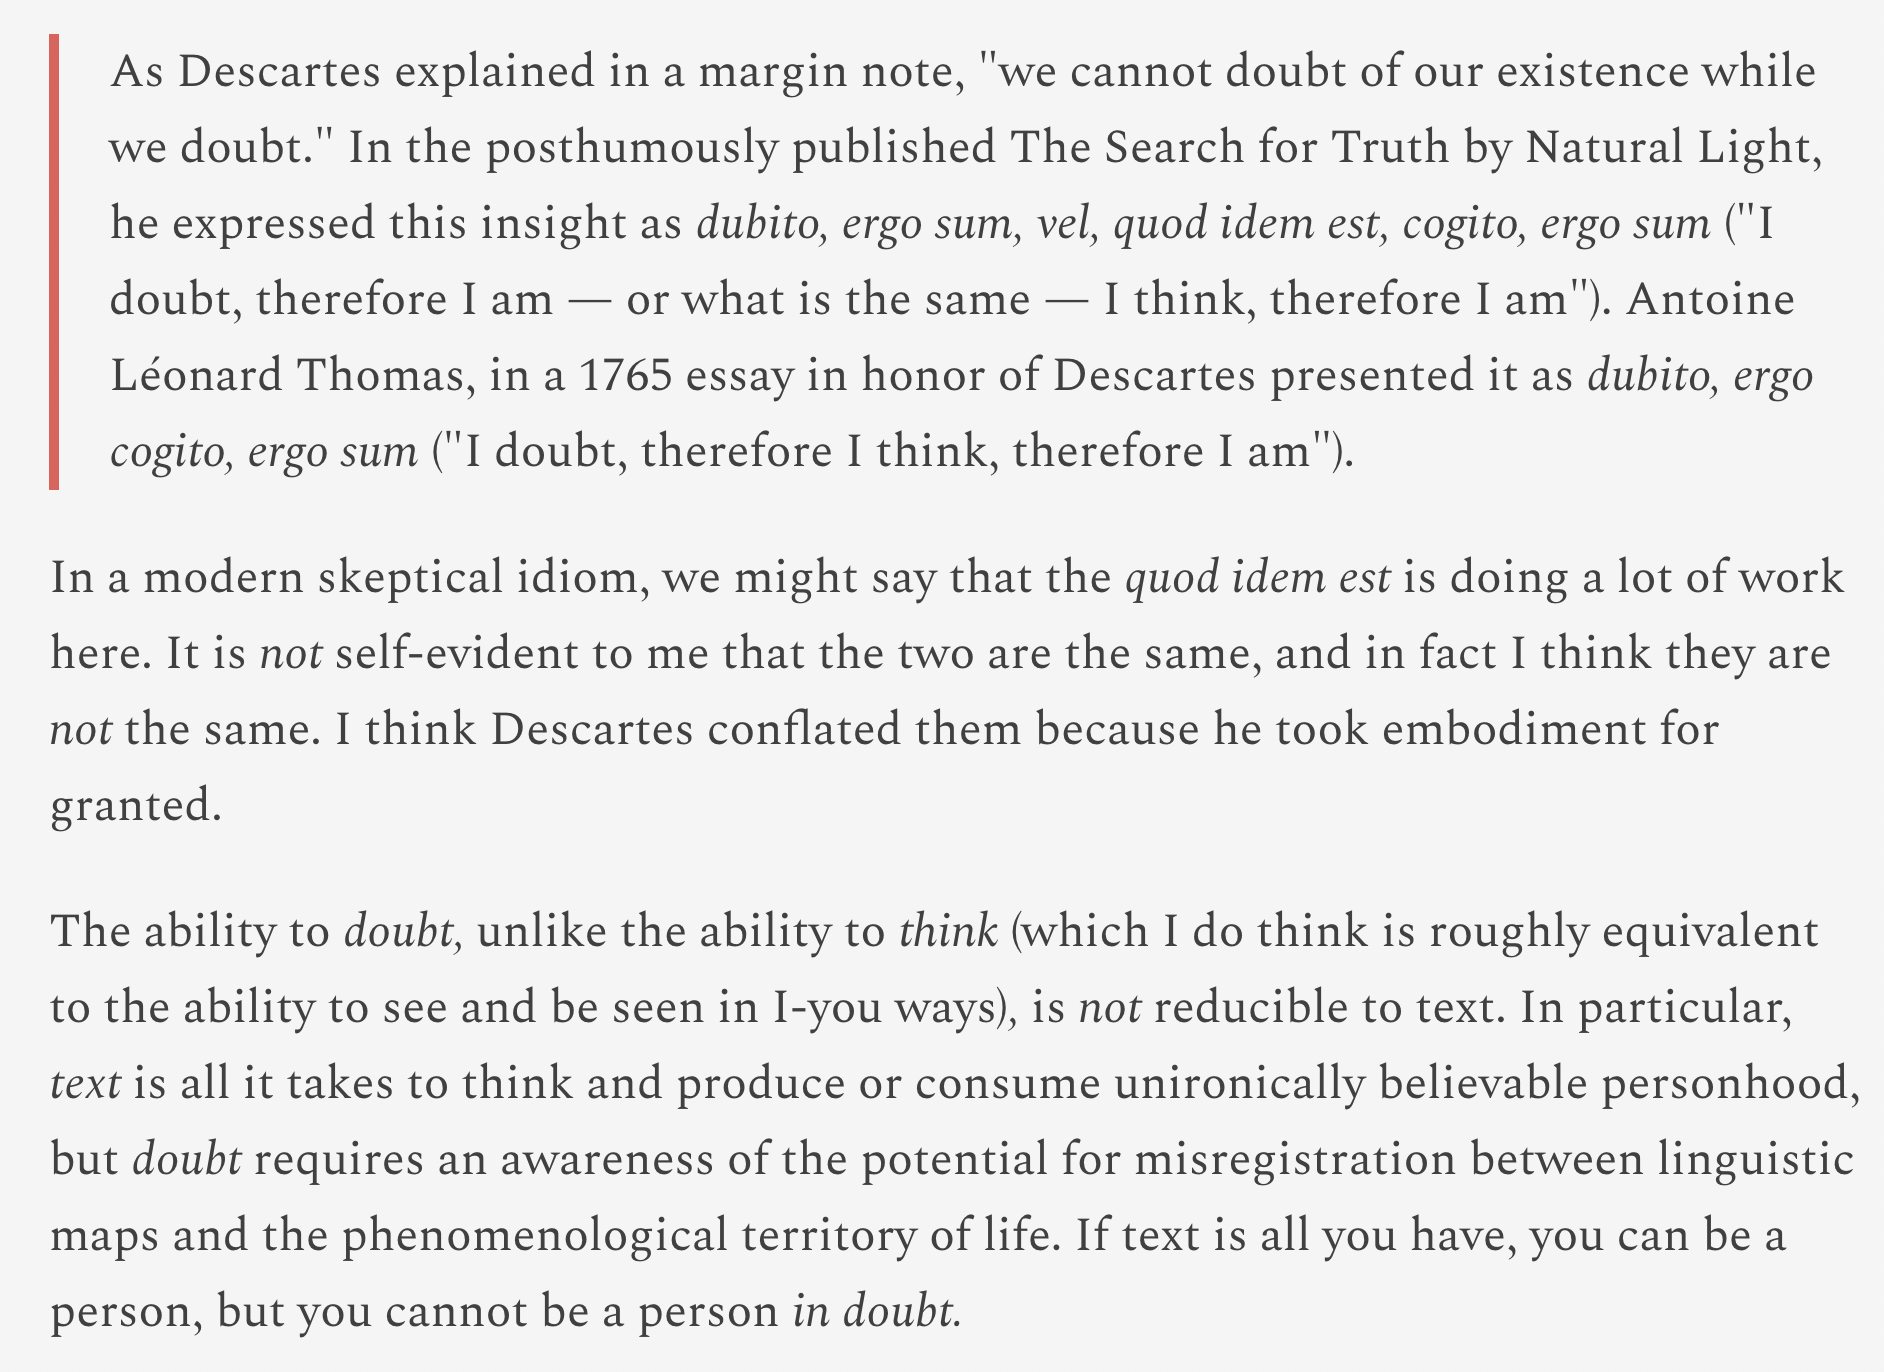 As Descartes explained in a margin note, "we cannot doubt of our existence while
we doubt." In the posthumously published The Search for Truth by Natural Light,
he expressed this insight as dubito, ergo sum, vel, quod idem est, cogito, ergo sum ("I
doubt, therefore I am — or what is the same — I think, therefore I am"). Antoine
Léonard Thomas, in a 1765 essay in honor of Descartes presented it as dubito, ergo
cogito, ergo sum ("I doubt, therefore I think, therefore I am").
In a modern skeptical idiom, we might say that the quod idem est is doing a lot of work
here. It is not self-evident to me that the two are the same, and in fact I think they are
not the same. I think Descartes conflated them because he took embodiment for
granted.
The ability to doubt, unlike the ability to think (which I do think is roughly equivalent
to the ability to see and be seen in I-you ways), is not reducible to text. In particular,
text is all it takes to think and produce or consume unironically believable personhood,
but doubt requires an awareness of the potential for misregistration between linguistic
maps and the phenomenological territory of life. If text is all you have, you can be a
person, but you cannot be a person in doubt.